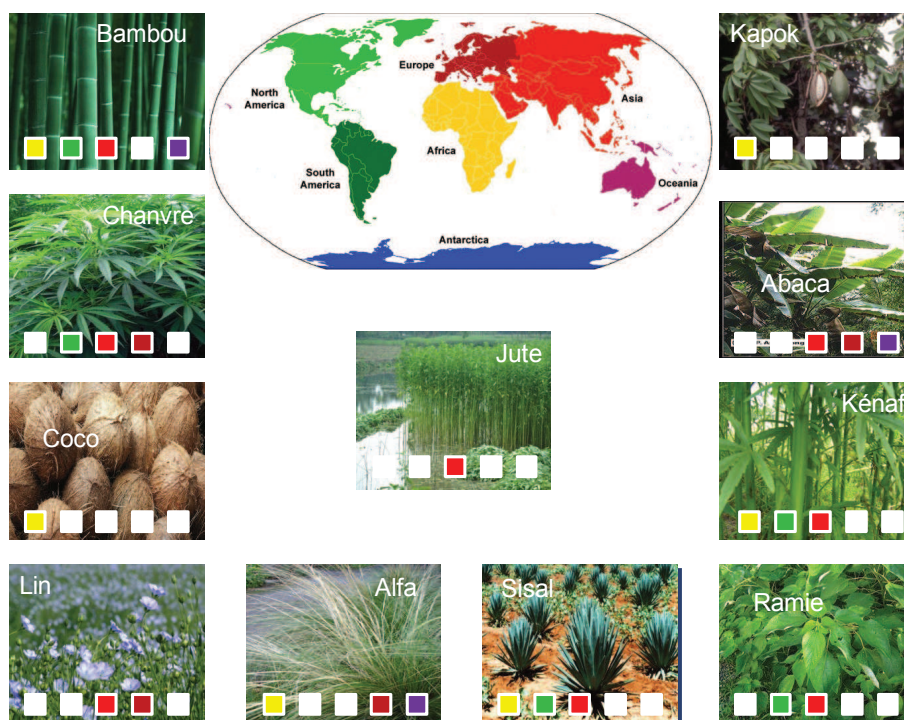 Bambou
Kapok
Europe
North
America
Asia
Africa
South
America
Oceania
Antarctica
Chanvre
Abaca
Jute
Coco
Kénaf
Lin
Alfa
Sisal
Ramie